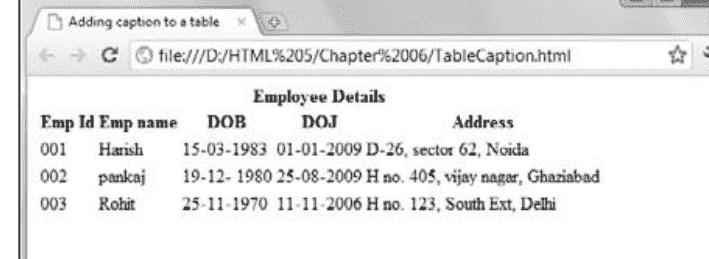 Adding caption to a table
file:///D:/HTML%205/Chapter%2006/TableCaption.html
Employee Details
Emp Id Emp name DOB DOJ Address
001 Harish 15-03-1983 01-01-2009 D-26, sector 62, Noida
002 pankaj 19-12- 1980 25-08-2009 H no. 405, vijay nagar, Ghaziabad
003 Rohit 25-11-1970 11-11-2006 H no. 123, South Ext, Delhi